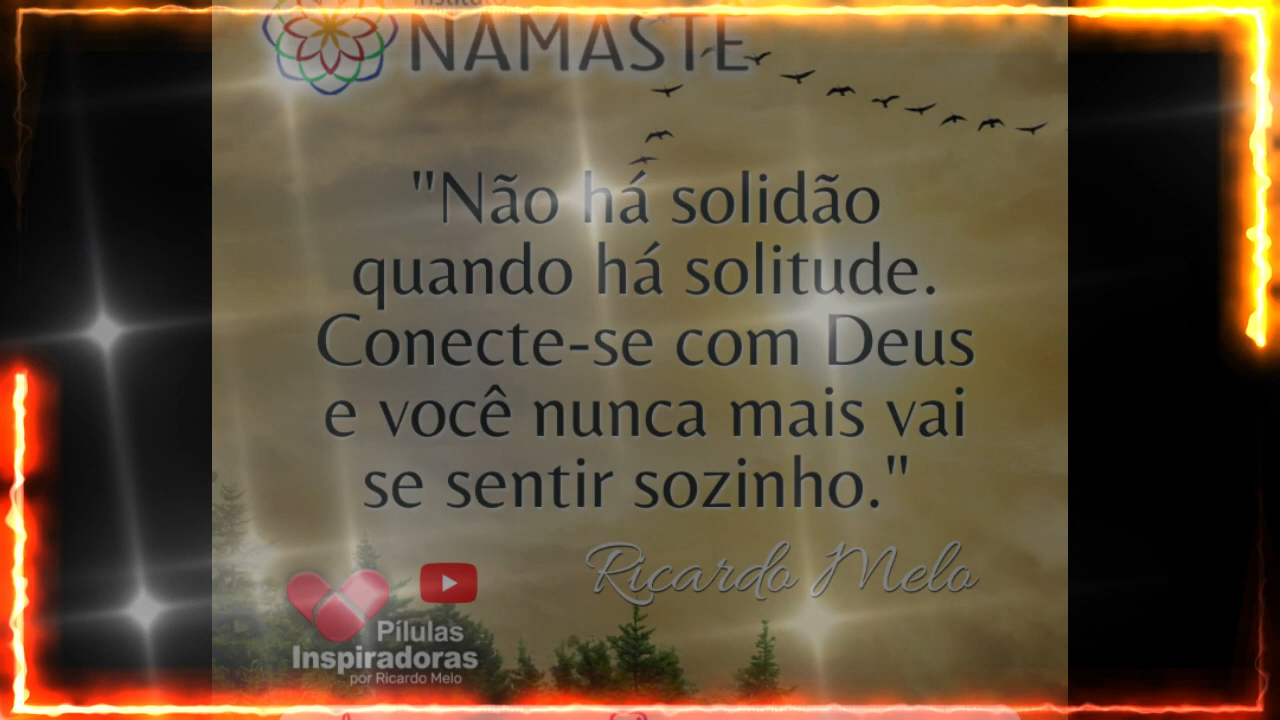 Instituto
NAMASTE
"Não há solidão
quando há solitude.
Conecte-se com Deus
e você nunca mais vai
se sentir sozinho."
Ricardo Melo
Pílulas
Inspiradoras
por Ricardo Melo